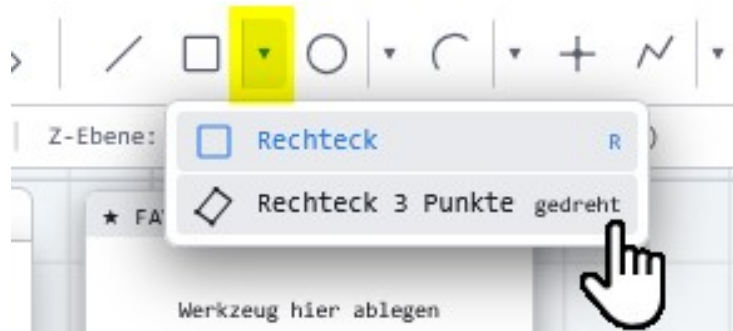 Z-Ebene:
)
Rechteck R
Rechteck 3 Punkte gedreht
★ FA
Werkzeug hier ablegen